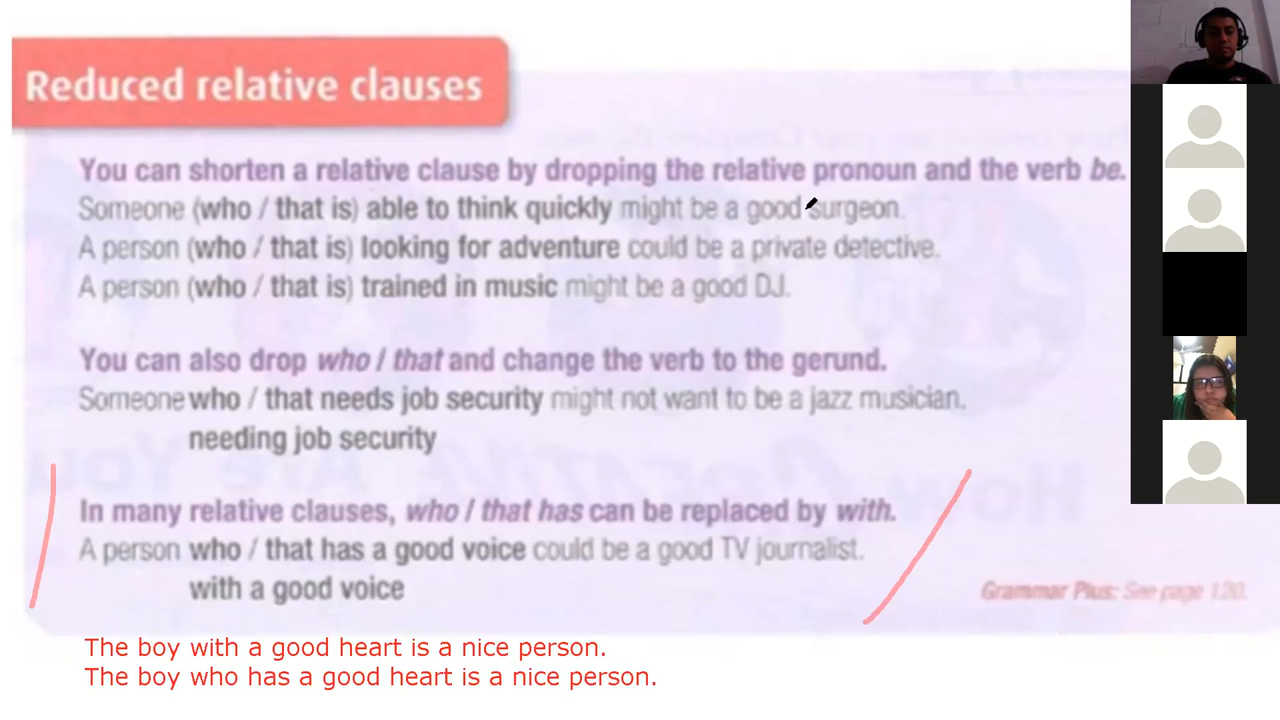 Reduced relative clauses
You can shorten a relative clause by dropping the relative pronoun and the verb be.
Someone (who / that is) able to think quickly might be a good surgeon.
A person (who / that is) looking for adventure could be a private detective.
A person (who / that is) trained in music might be a good DJ.
You can also drop who / that and change the verb to the gerund.
Someone who / that needs job security might not want to be a jazz musician.
needing job security
In many relative clauses, who / that has can be replaced by with.
A person who / that has a good voice could be a good TV journalist.
with a good voice
Grammar Plus: See page 120.
The boy with a good heart is a nice person.
The boy who has a good heart is a nice person.